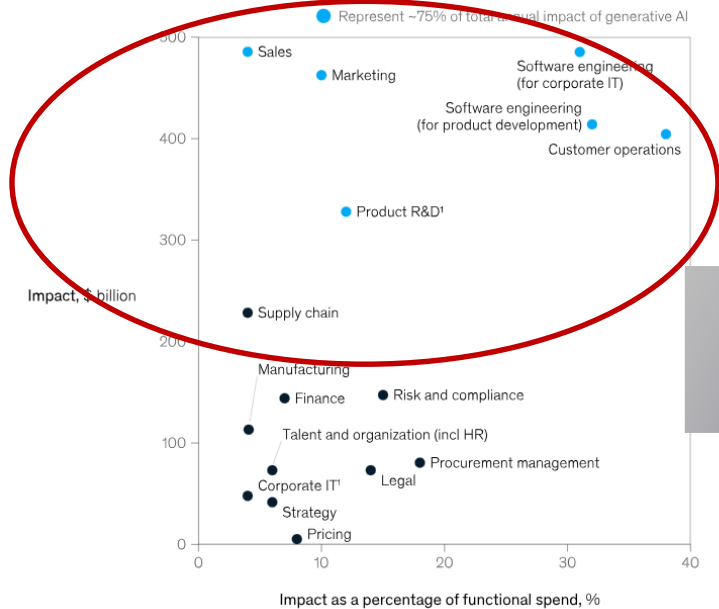 Represent ~75% of total annual impact of generative AI
500
Sales
Software engineering
(for corporate IT)
Marketing
Software engineering
(for product development)
400
Customer operations
Product R&D¹
300
Impact, $ billion
Supply chain
200
Manufacturing
Finance
Risk and compliance
100
Talent and organization (incl HR)
Procurement management
Legal
Corporate IT¹
Strategy
Pricing
0
0 10 20 30 40
Impact as a percentage of functional spend, %